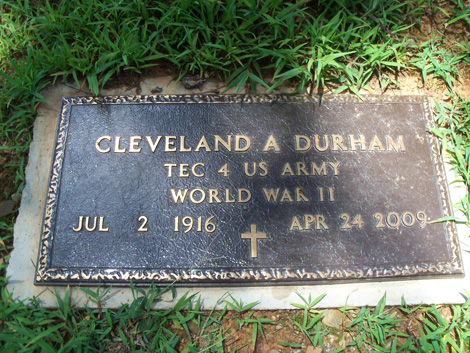 CLEVELAND A DURHAM
TEC 4 US ARMY
WORLD WAR II
JUL 2 1916 APR 24 2009